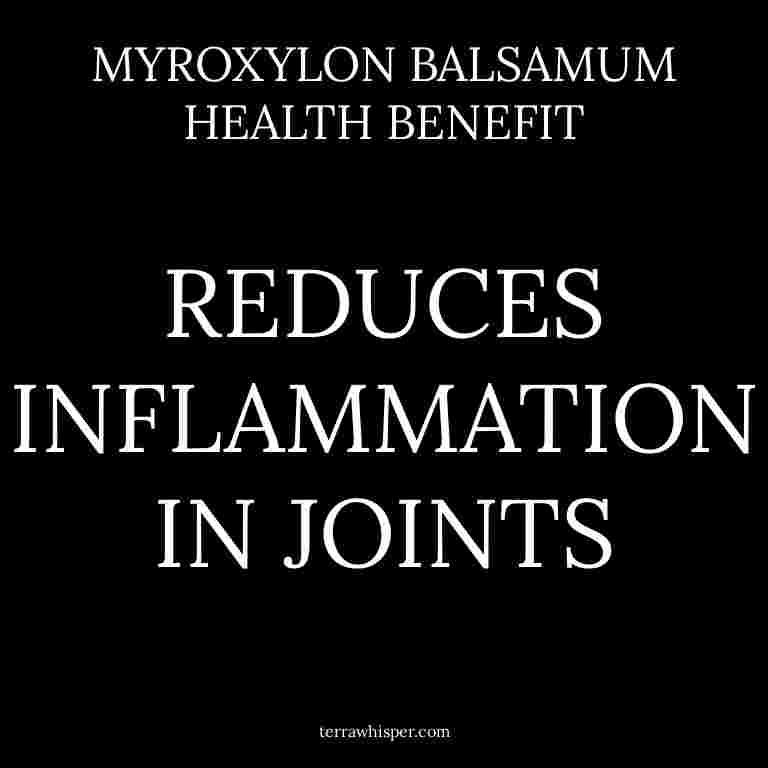 MYROXYLON BALSAMUM
HEALTH BENEFIT
REDUCES
INFLAMMATION
IN JOINTS
terrawhisper.com